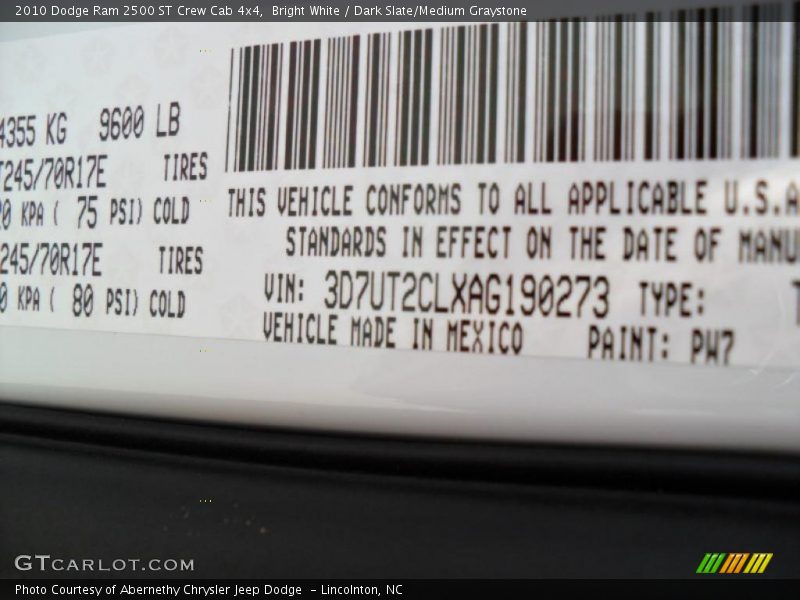 2010 Dodge Ram 2500 ST Crew Cab 4x4,  Bright White / Dark Slate/Medium Graystone
4355 KG 9600 LB
245/70R17E TIRES
KPA ( 75 PSI) COLD
245/70R17E TIRES
KPA ( 80 PSI) COLD
THIS VEHICLE CONFORMS TO ALL APPLICABLE U.S.A
STANDARDS IN EFFECT ON THE DATE OF MANU
VIN: 3D7UT2CLXAG190273 TYPE: T
VEHICLE MADE IN MEXICO PAINT: PW7
GTCARLOT.COM
Photo Courtesy of Abernethy Chrysler Jeep Dodge  - Lincolnton, NC